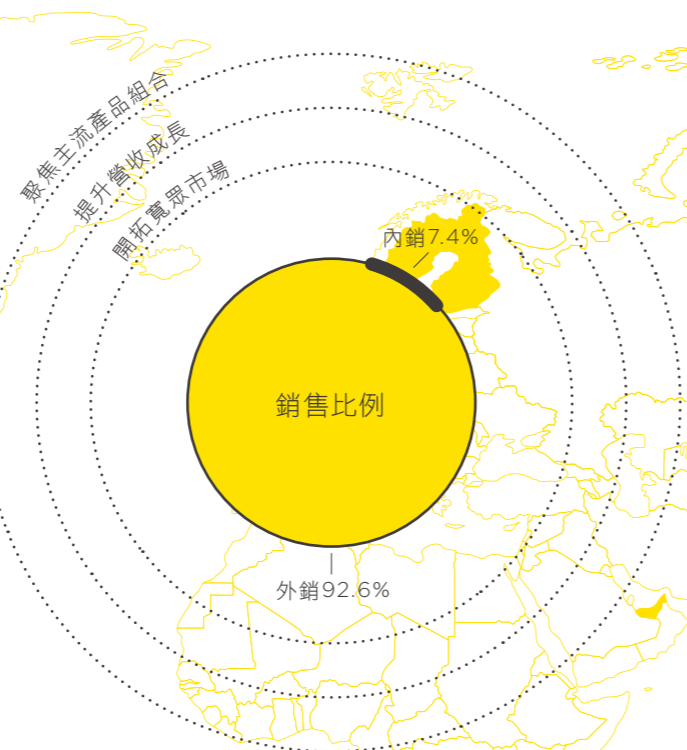 聚焦主流產品組合
提升營收成長
開拓寬眾市場
內銷7.4%
銷售比例
外銷92.6%